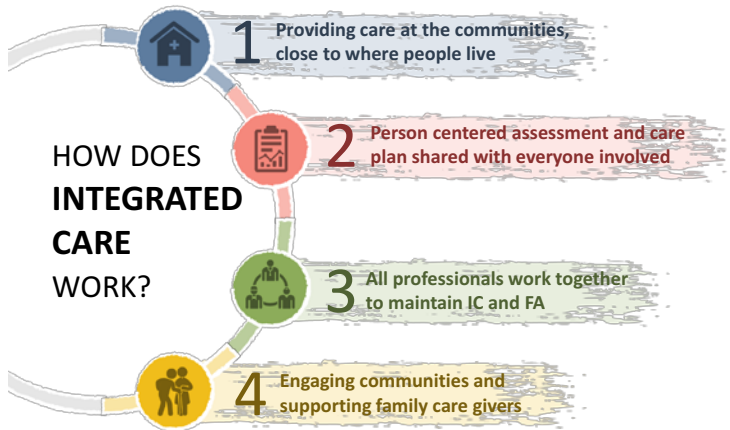 HOW DOES
INTEGRATED
CARE
WORK?
1 Providing care at the communities,
close to where people live
2 Person centered assessment and care
plan shared with everyone involved
3 All professionals work together
to maintain IC and FA
4 Engaging communities and
supporting family care givers